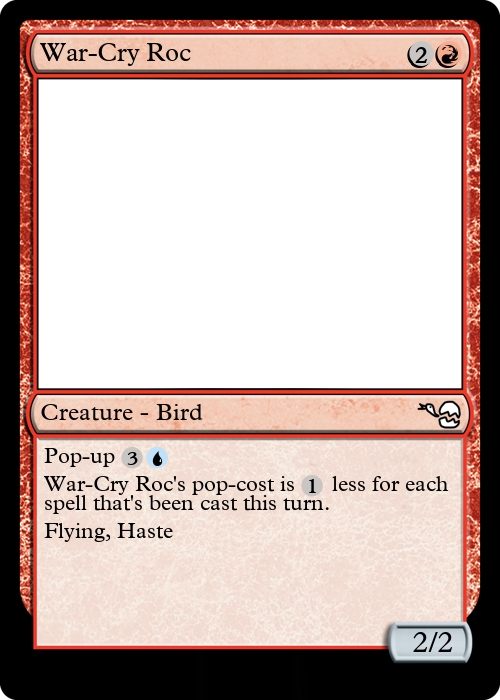 War-Cry Roc 2
Creature - Bird
Pop-up 3
War-Cry Roc's pop-cost is 1 less for each
spell that's been cast this turn.
Flying, Haste
2/2